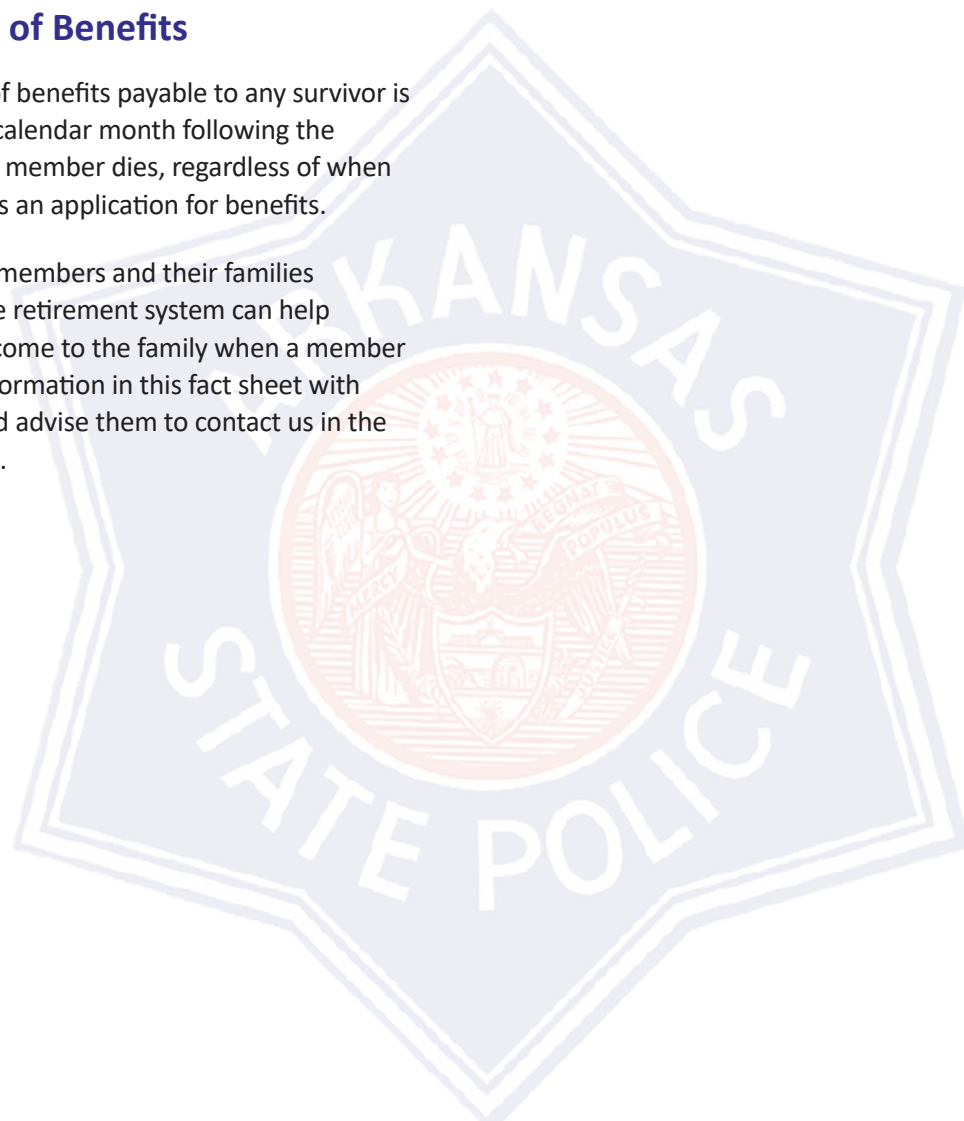 of Benefits
f benefits payable to any survivor is
calendar month following the
member dies, regardless of when
s an application for benefits.
members and their families
e retirement system can help
come to the family when a member
formation in this fact sheet with
d advise them to contact us in the
.
ARKANSAS
REGNAT
POPULUS
MERCY
JUSTICE
STATE POLICE